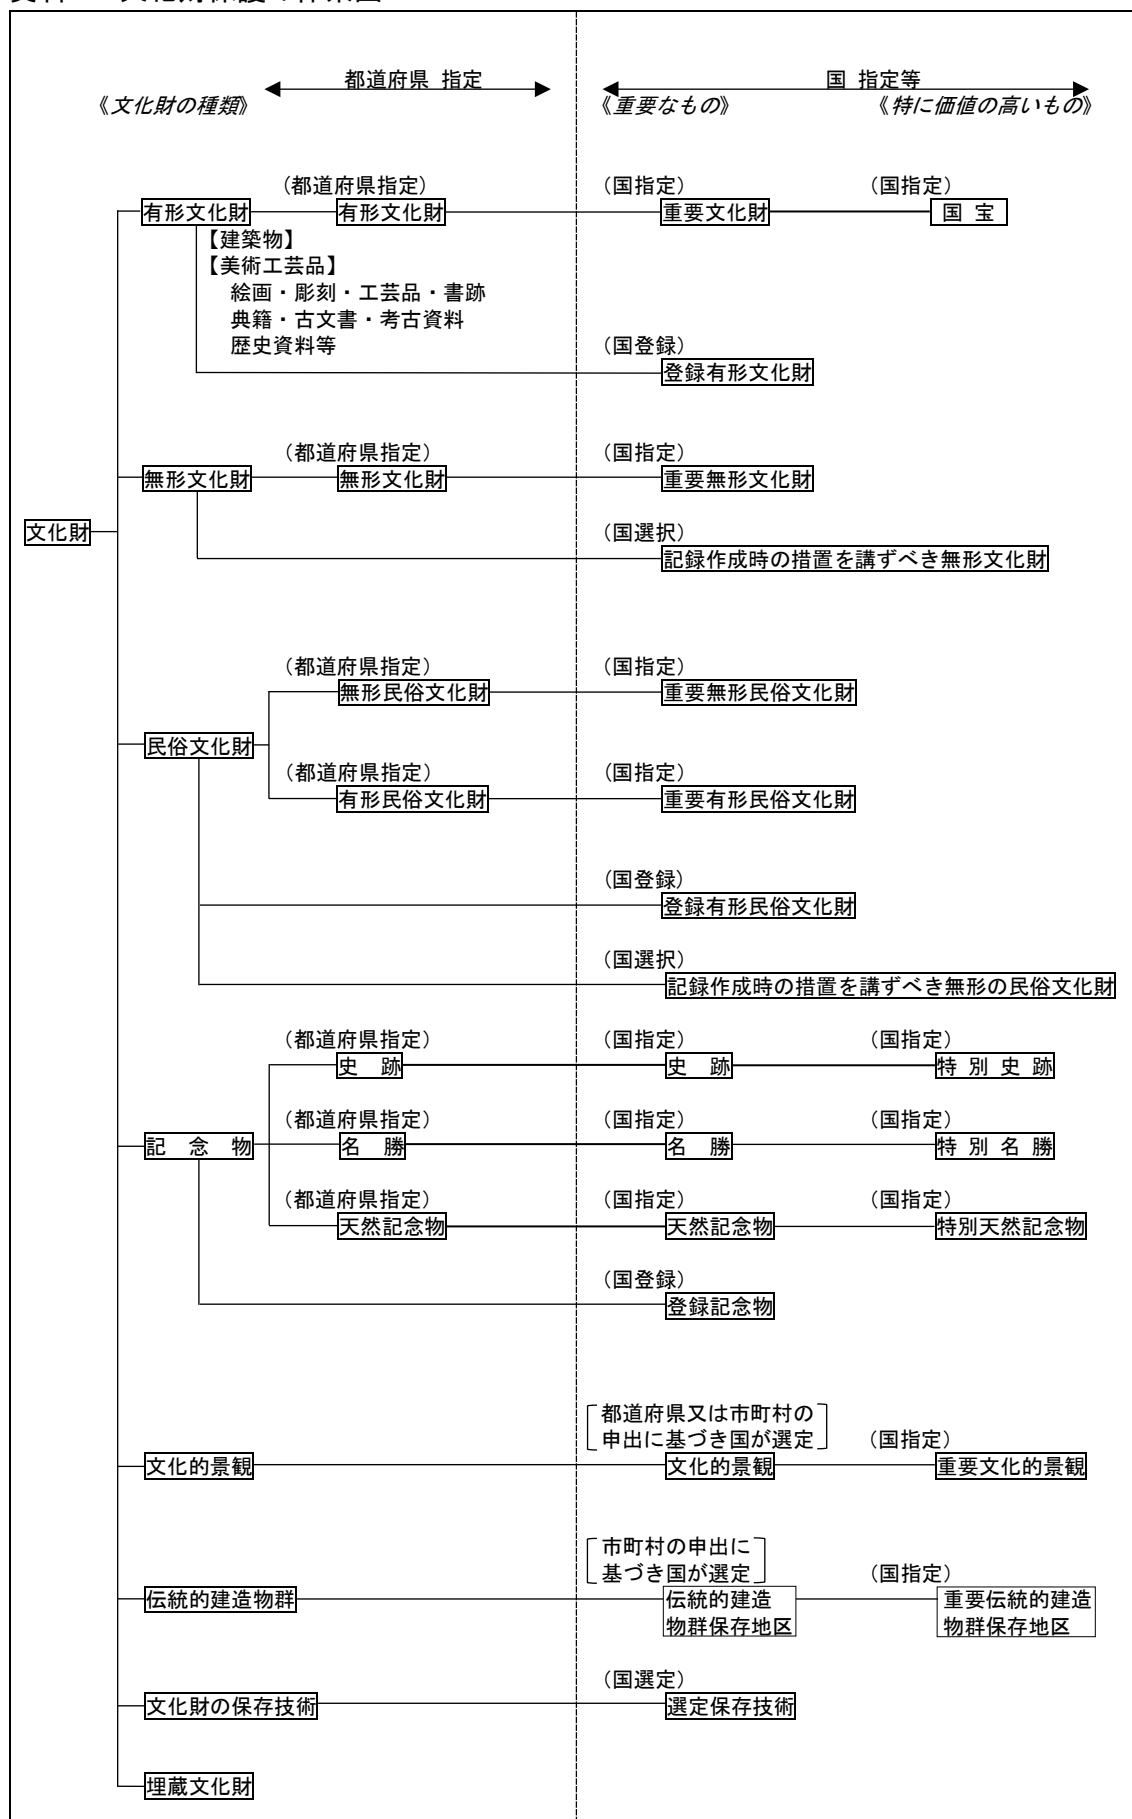 都道府県 指定
国 指定等
《文化財の種類》
《重要なもの》
《特に価値の高いもの》
(都道府県指定)
(国指定)
(国指定)
有形文化財
有形文化財
重要文化財
国 宝
【建築物】
【美術工芸品】
絵画・彫刻・工芸品・書跡
典籍・古文書・考古資料
歴史資料等
(国登録)
登録有形文化財
(都道府県指定)
(国指定)
無形文化財
無形文化財
重要無形文化財
文化財
(国選択)
記録作成時の措置を講ずべき無形文化財
(都道府県指定)
(国指定)
無形民俗文化財
重要無形民俗文化財
民俗文化財
(都道府県指定)
(国指定)
有形民俗文化財
重要有形民俗文化財
(国登録)
登録有形民俗文化財
(国選択)
記録作成時の措置を講ずべき無形の民俗文化財
(都道府県指定)
(国指定)
(国指定)
史 跡
史 跡
特 別 史 跡
(都道府県指定)
(国指定)
(国指定)
記 念 物
名 勝
名 勝
特 別 名 勝
(都道府県指定)
(国指定)
(国指定)
天然記念物
天然記念物
特別天然記念物
(国登録)
登録記念物
都道府県又は市町村の
申出に基づき国が選定
(国指定)
文化的景観
文化的景観
重要文化的景観
市町村の申出に
基づき国が選定
(国指定)
伝統的建造物群
伝統的建造
物群保存地区
重要伝統的建造
物群保存地区
(国選定)
文化財の保存技術
選定保存技術
埋蔵文化財